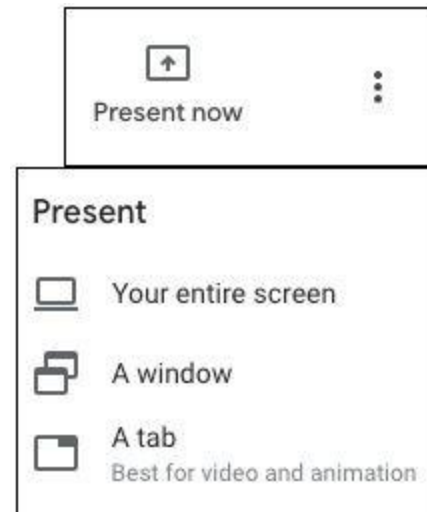 Present now
Present
Your entire screen
A window
A tab
Best for video and animation